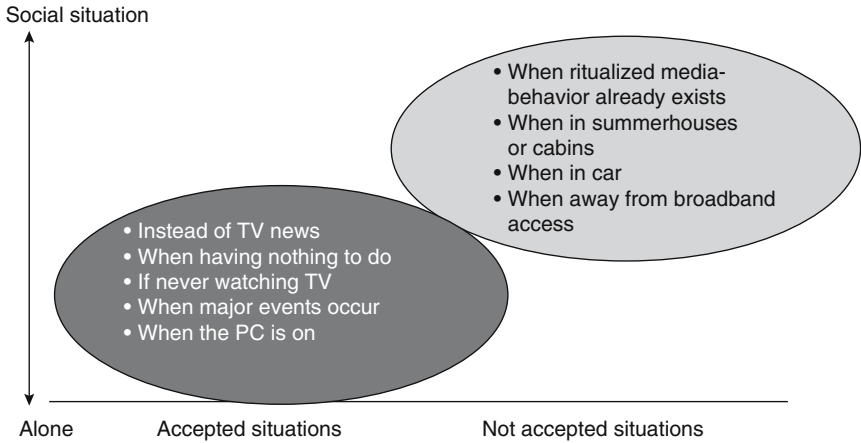 Social situation
• When ritualized media-
behavior already exists
• When in summerhouses
or cabins
• When in car
• When away from broadband
access
• Instead of TV news
• When having nothing to do
• If never watching TV
• When major events occur
• When the PC is on
Alone
Accepted situations
Not accepted situations